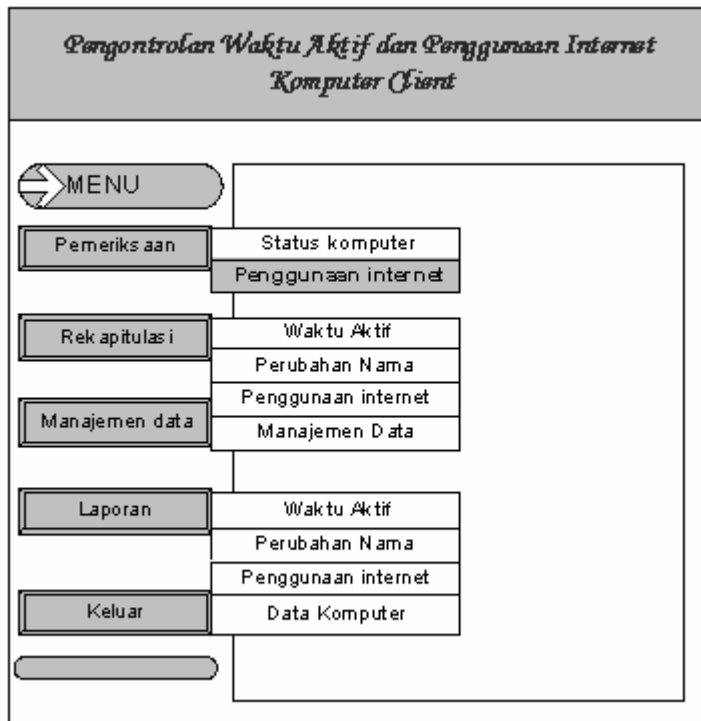 Pengontrolan Waktu Aktif dan Penggunaan Internet
Komputer Client
MENU
Pemeriksaan
Status komputer
Penggunaan internet
Rekapitulasi
Waktu Aktif
Perubahan Nama
Penggunaan internet
Manajemen data
Manajemen Data
Laporan
Waktu Aktif
Perubahan Nama
Penggunaan internet
Keluar
Data Komputer